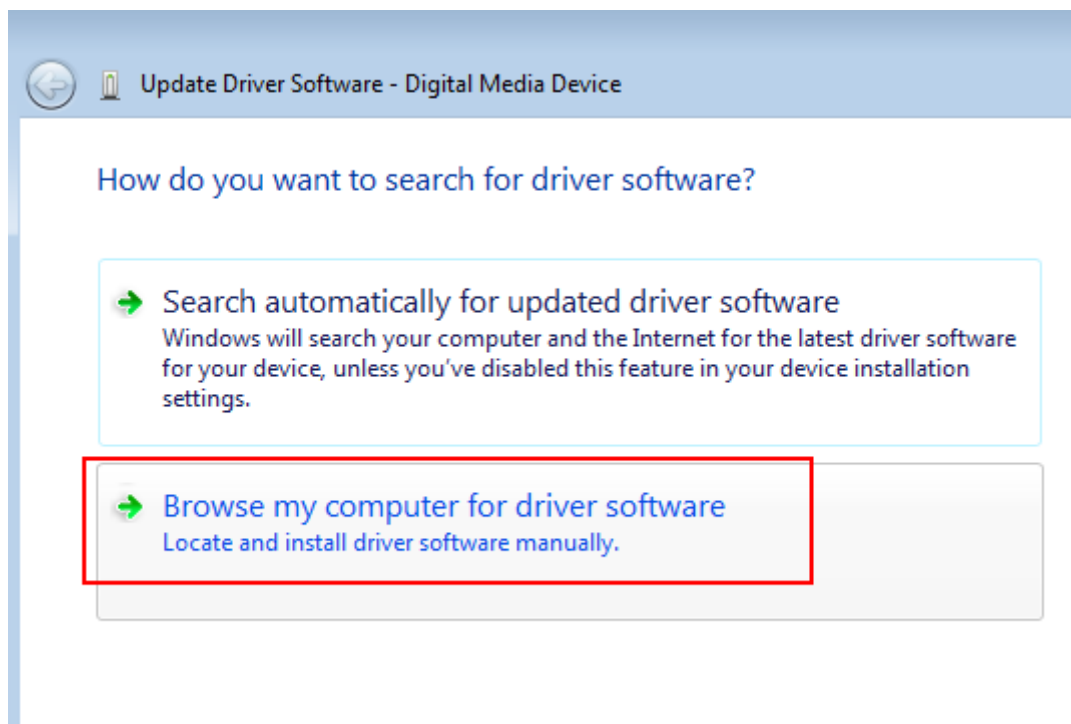 Update Driver Software - Digital Media Device
How do you want to search for driver software?
Search automatically for updated driver software
Windows will search your computer and the Internet for the latest driver software
for your device, unless you've disabled this feature in your device installation
settings.
Browse my computer for driver software
Locate and install driver software manually.